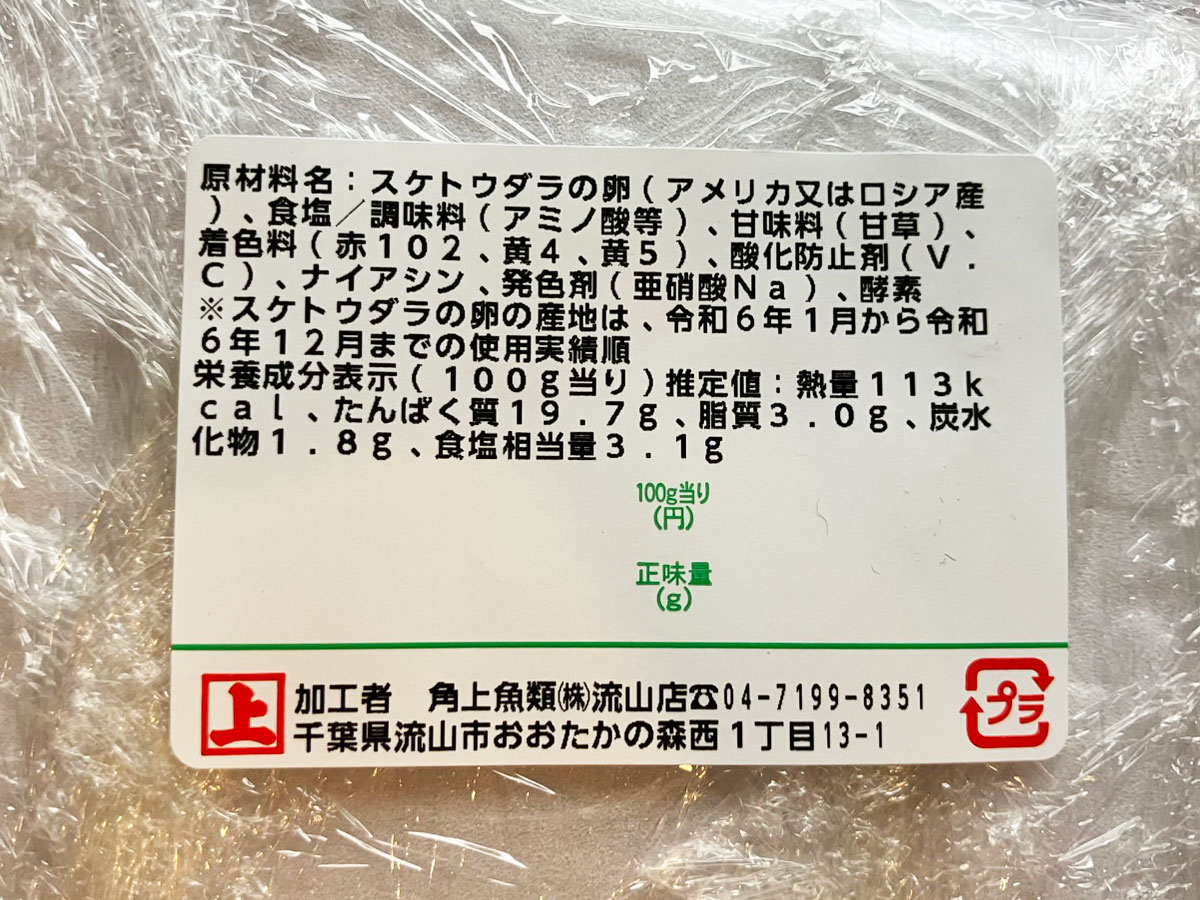 原材料名：スケトウダラの卵（アメリカ又はロシア産
）、食塩／調味料（アミノ酸等）、甘味料（甘草）、
着色料（赤１０２、黄４、黄５）、酸化防止剤（Ｖ．
Ｃ）、ナイアシン、発色剤（亜硝酸Ｎａ）、酵素
※スケトウダラの卵の産地は、令和６年１月から令和
６年１２月までの使用実績順
栄養成分表示（１００ｇ当り）推定値：熱量１１３ｋ
ｃａｌ、たんぱく質１９．７ｇ、脂質３．０ｇ、炭水
化物１．８ｇ、食塩相当量３．１ｇ
100g当り
(円)
正味量
(g)
上
加工者　角上魚類㈱流山店☎04-7199-8351
千葉県流山市おおたかの森西１丁目13-1
プラ